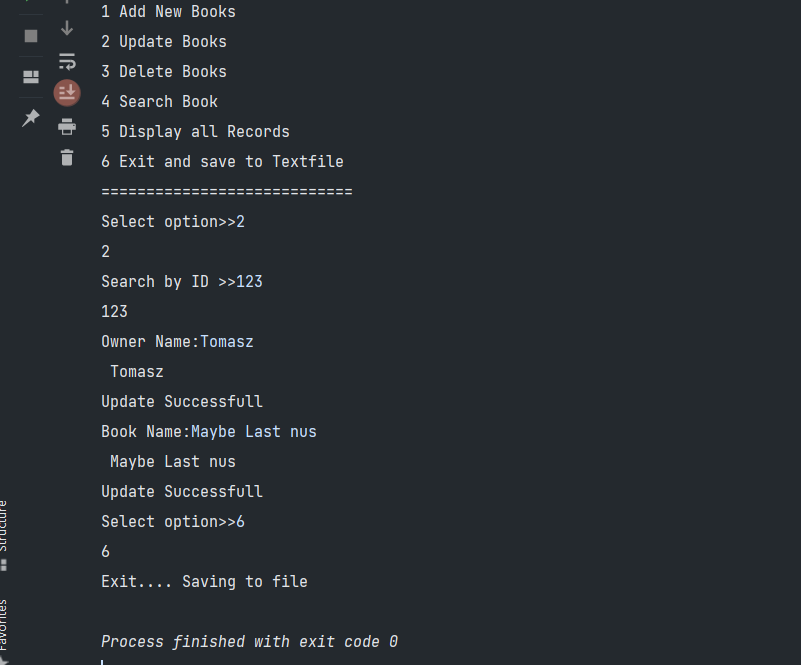 1 Add New Books
2 Update Books
3 Delete Books
4 Search Book
5 Display all Records
6 Exit and save to Textfile
============================
Select option>>2
2
Search by ID >>123
123
Owner Name:Tomasz
 Tomasz
Update Successfull
Book Name:Maybe Last nus
 Maybe Last nus
Update Successfull
Select option>>6
6
Exit.... Saving to file
Process finished with exit code 0
Structure
Favorites